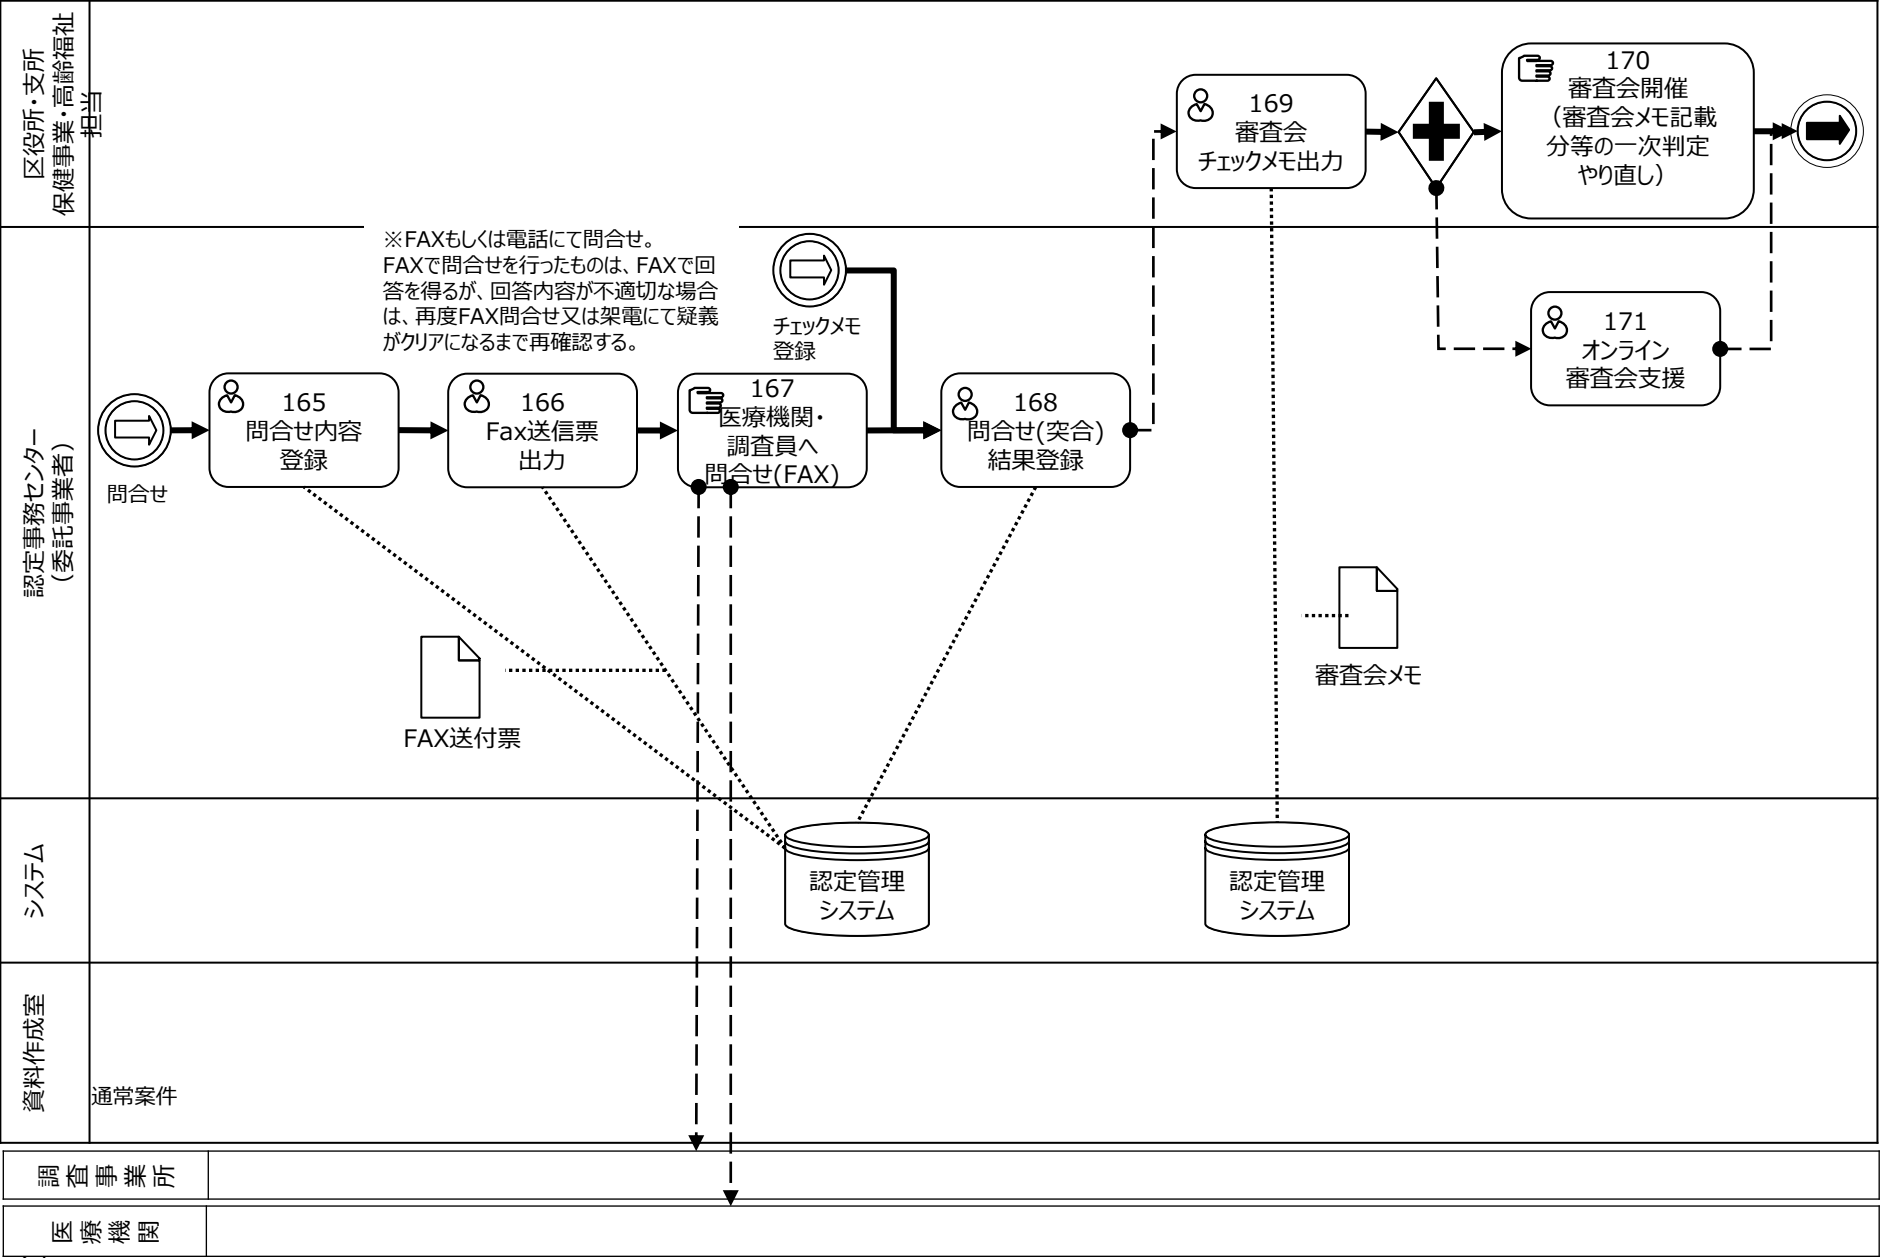 区役所・支所
保健事業・高齢福祉
担当
169
審査会
チェックメモ出力
170
審査会開催
（審査会メモ記載
分等の一次判定
やり直し）
認定事務センター
（委託事業者）
※FAXもしくは電話にて問合せ。
FAXで問合せを行ったものは、FAXで回
答を得るが、回答内容が不適切な場合
は、再度FAX問合せ又は架電にて疑義
がクリアになるまで再確認する。
チェックメモ
登録
171
オンライン
審査会支援
問合せ
165
問合せ内容
登録
166
Fax送信票
出力
167
医療機関・
調査員へ
問合せ(FAX)
168
問合せ(突合)
結果登録
FAX送付票
審査会メモ
システム
認定管理
システム
認定管理
システム
資料作成室
通常案件
調査事業所
医療機関